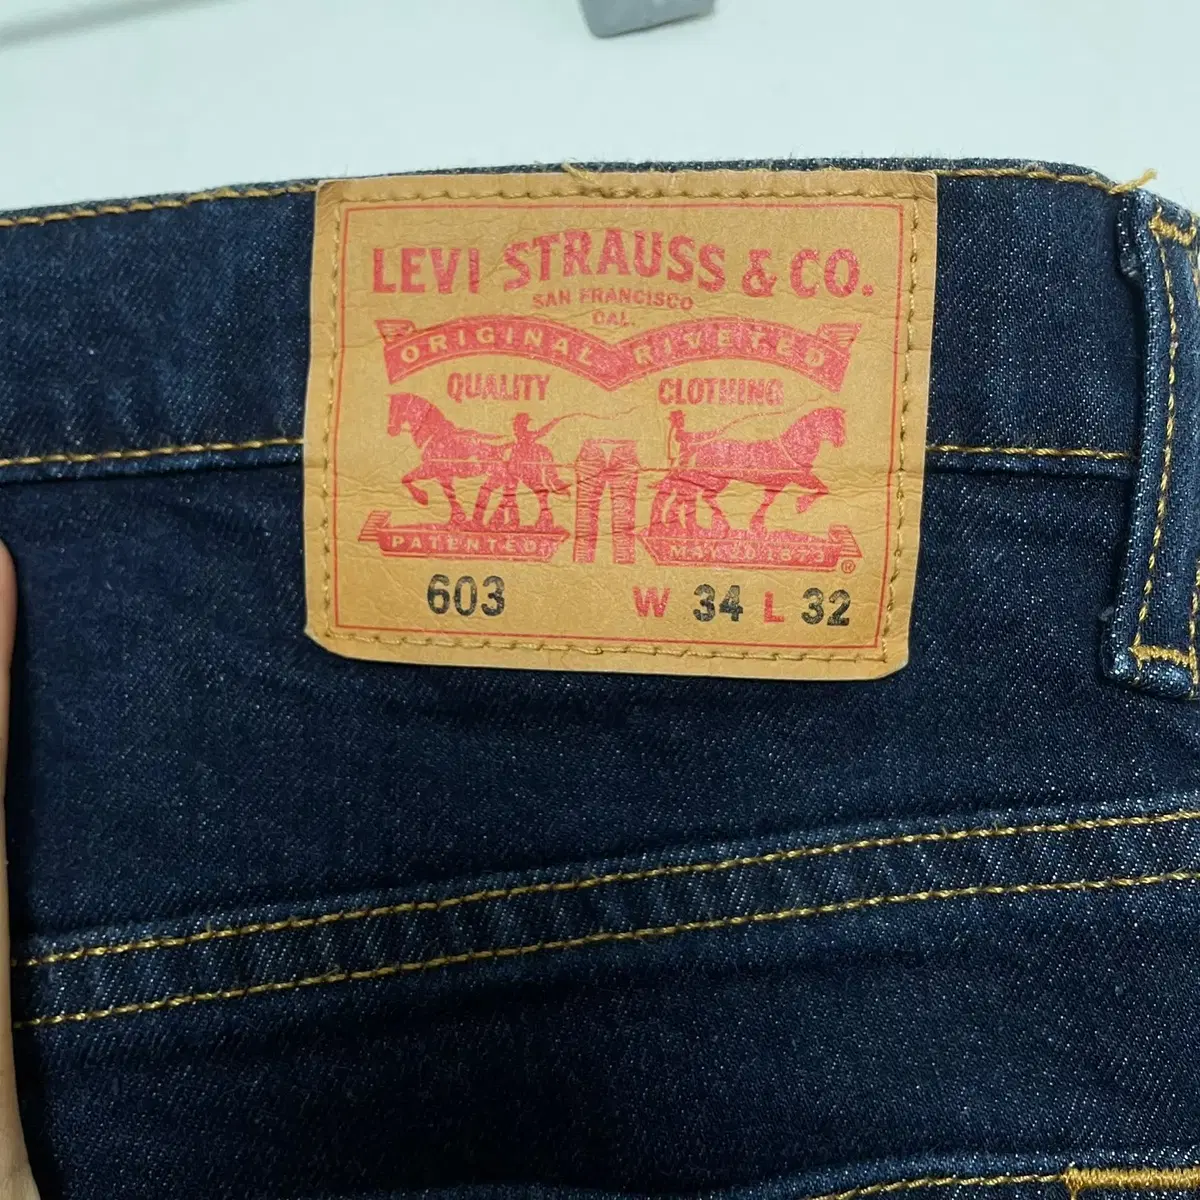 LEVI STRAUSS & CO.
SAN FRANCISCO
CAL.
ORIGINAL RIVETED
QUALITY CLOTHING
PATENTED MAY 20 1873 ®
603 W 34 L 32